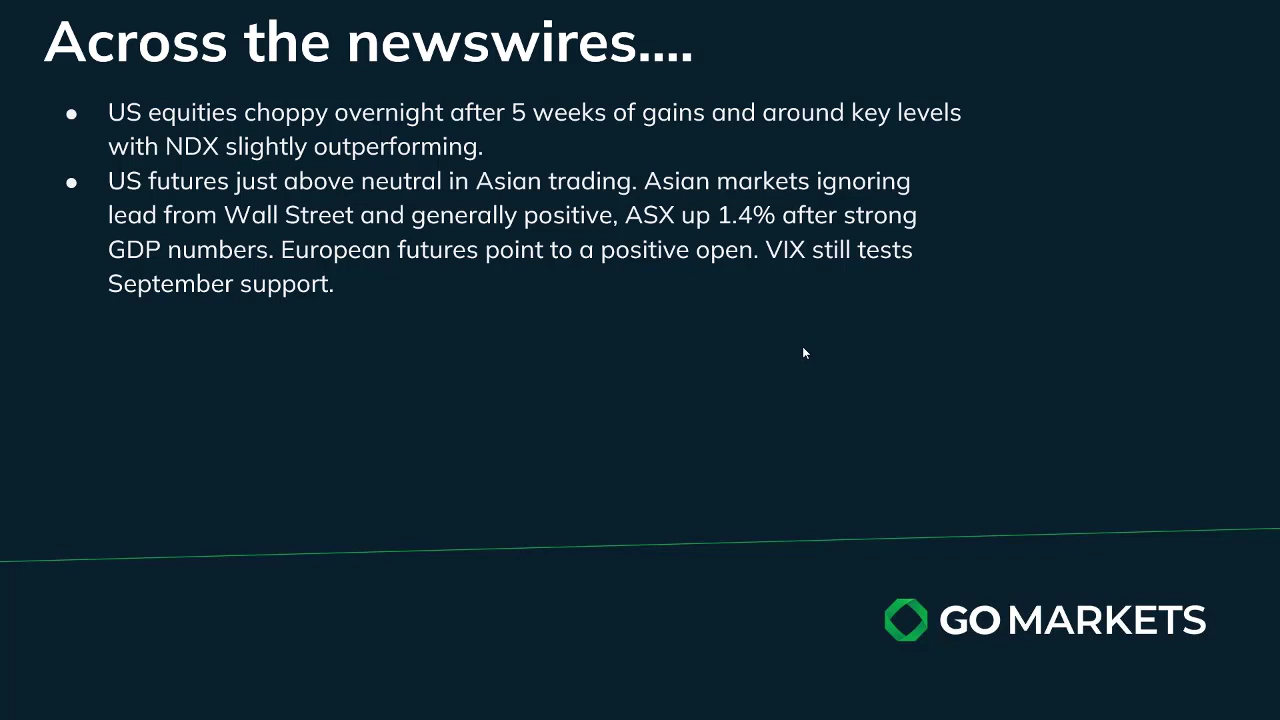 Across the newswires....
● US equities choppy overnight after 5 weeks of gains and around key levels
with NDX slightly outperforming.
● US futures just above neutral in Asian trading. Asian markets ignoring
lead from Wall Street and generally positive, ASX up 1.4% after strong
GDP numbers. European futures point to a positive open. VIX still tests
September support.
GO MARKETS